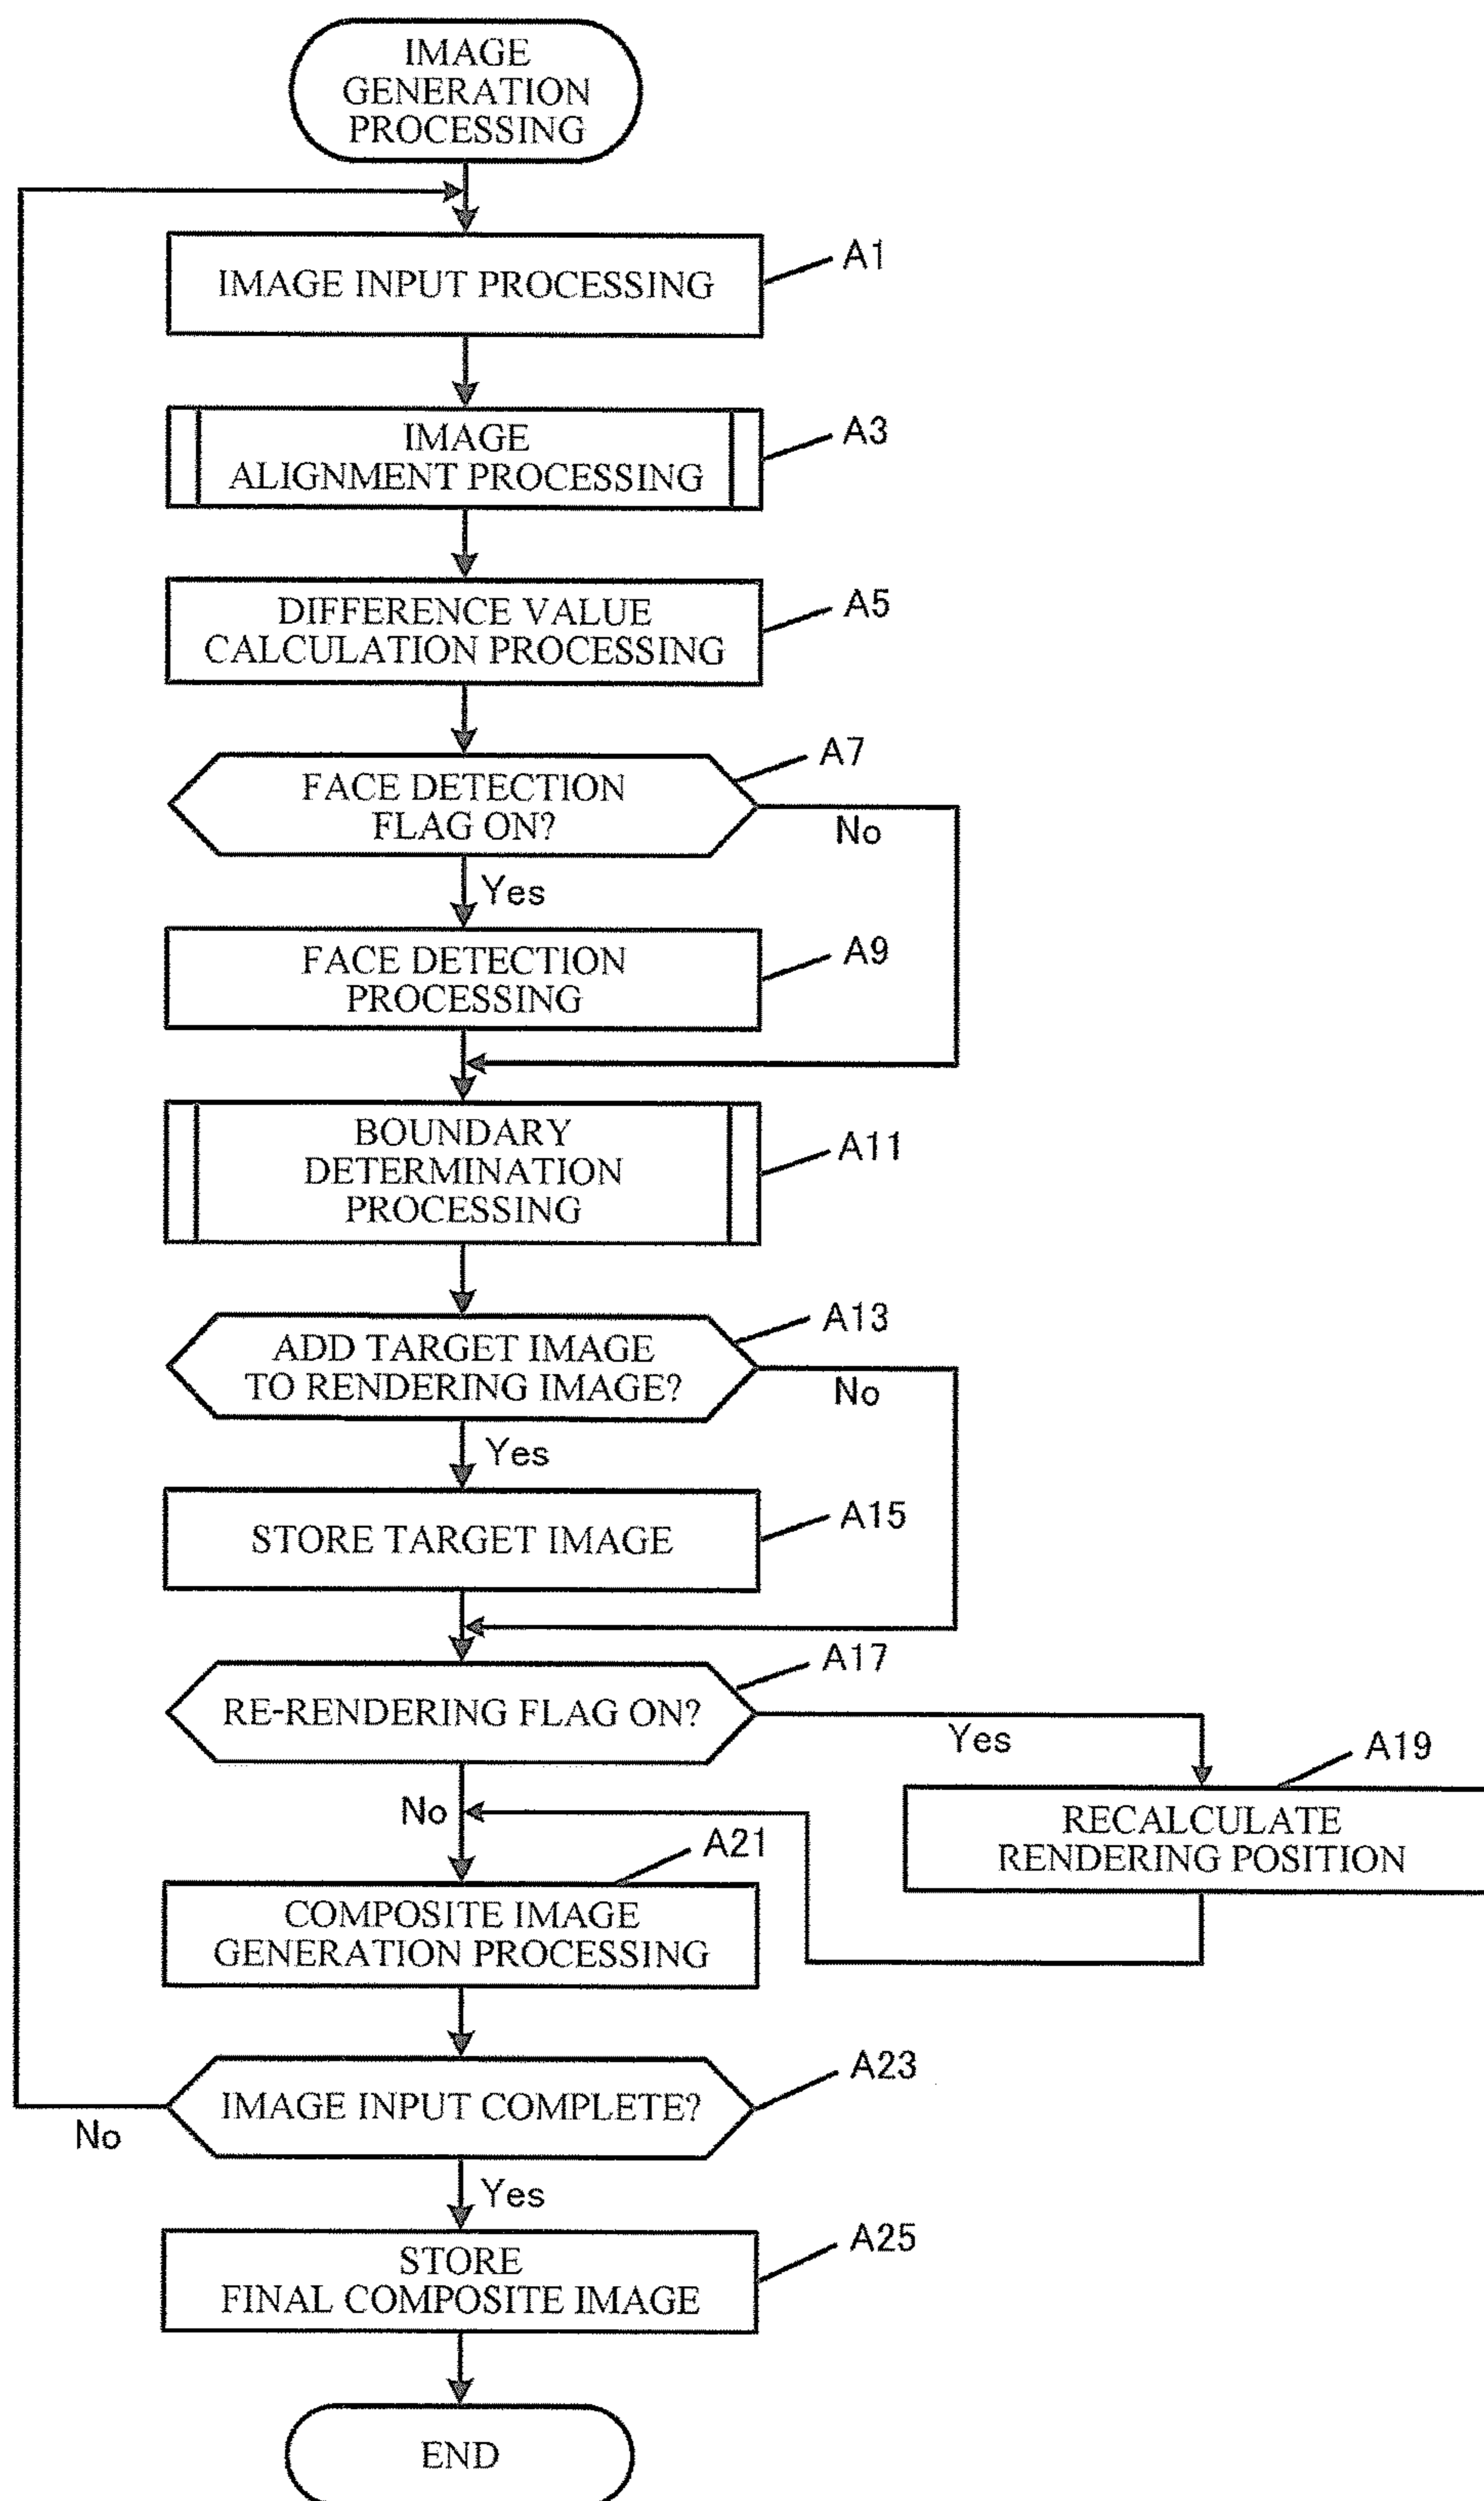 IMAGE
GENERATION
PROCESSING
IMAGE INPUT PROCESSING
A1
IMAGE
ALIGNMENT PROCESSING
A3
DIFFERENCE VALUE
CALCULATION PROCESSING
A5
FACE DETECTION
FLAG ON?
A7
No
Yes
FACE DETECTION
PROCESSING
A9
BOUNDARY
DETERMINATION
PROCESSING
A11
ADD TARGET IMAGE
TO RENDERING IMAGE?
A13
No
Yes
STORE TARGET IMAGE
A15
RE-RENDERING FLAG ON?
A17
Yes
No
RECALCULATE
RENDERING POSITION
A19
COMPOSITE IMAGE
GENERATION PROCESSING
A21
IMAGE INPUT COMPLETE?
A23
No
Yes
STORE
FINAL COMPOSITE IMAGE
A25
END